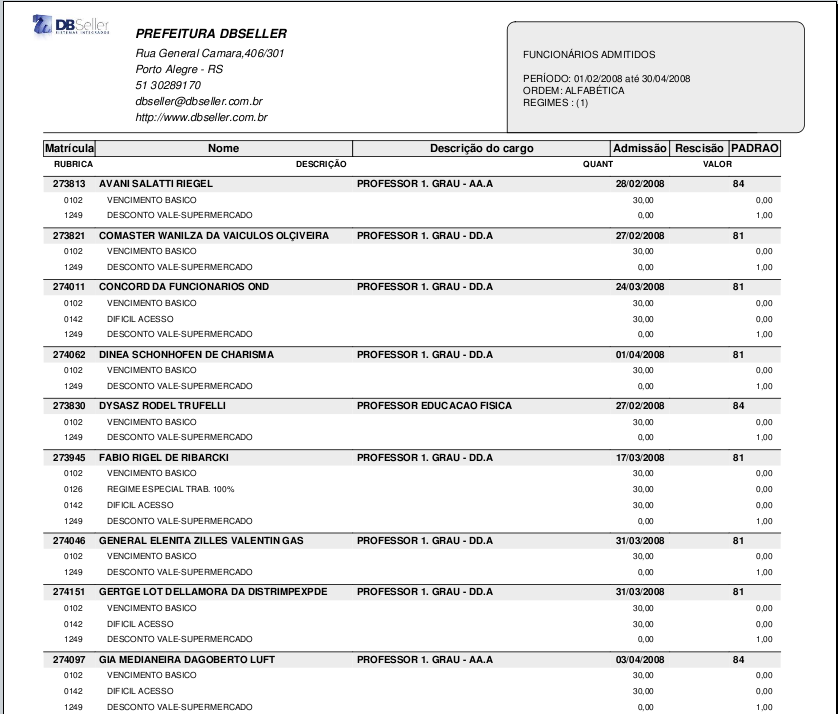 DBSeller
SISTEMAS INTEGRADOS
PREFEITURA DBSELLER
Rua General Camara,406/301
Porto Alegre - RS
51 30289170
dbseller@dbseller.com.br
http://www.dbseller.com.br
FUNCIONÁRIOS ADMITIDOS
PERÍODO: 01/02/2008 até 30/04/2008
ORDEM: ALFABÉTICA
REGIMES : (1)
Matrícula Nome Descrição do cargo Admissão Rescisão PADRAO
RUBRICA DESCRIÇÃO QUANT VALOR
273813 AVANI SALATTI RIEGEL PROFESSOR 1. GRAU - AA.A 28/02/2008 84
0102 VENCIMENTO BASICO 30,00 0,00
1249 DESCONTO VALE-SUPERMERCADO 0,00 1,00
273821 COMASTER WANILZA DA VAICULOS OLÇIVEIRA PROFESSOR 1. GRAU - DD.A 27/02/2008 81
0102 VENCIMENTO BASICO 30,00 0,00
1249 DESCONTO VALE-SUPERMERCADO 0,00 1,00
274011 CONCORD DA FUNCIONARIOS OND PROFESSOR 1. GRAU - DD.A 24/03/2008 81
0102 VENCIMENTO BASICO 30,00 0,00
0142 DIFICIL ACESSO 30,00 0,00
1249 DESCONTO VALE-SUPERMERCADO 0,00 1,00
274062 DINEA SCHONHOFEN DE CHARISMA PROFESSOR 1. GRAU - DD.A 01/04/2008 81
0102 VENCIMENTO BASICO 30,00 0,00
1249 DESCONTO VALE-SUPERMERCADO 0,00 1,00
273830 DYSASZ RODEL TRUFELLI PROFESSOR EDUCACAO FISICA 27/02/2008 84
0102 VENCIMENTO BASICO 30,00 0,00
1249 DESCONTO VALE-SUPERMERCADO 0,00 1,00
273945 FABIO RIGEL DE RIBARCKI PROFESSOR 1. GRAU - DD.A 17/03/2008 81
0102 VENCIMENTO BASICO 30,00 0,00
0126 REGIME ESPECIAL TRAB. 100% 30,00 0,00
0142 DIFICIL ACESSO 30,00 0,00
1249 DESCONTO VALE-SUPERMERCADO 0,00 1,00
274046 GENERAL ELENITA ZILLES VALENTIN GAS PROFESSOR 1. GRAU - DD.A 31/03/2008 81
0102 VENCIMENTO BASICO 30,00 0,00
1249 DESCONTO VALE-SUPERMERCADO 0,00 1,00
274151 GERTGE LOT DELLAMORA DA DISTRIMPEXPDE PROFESSOR 1. GRAU - DD.A 31/03/2008 81
0102 VENCIMENTO BASICO 30,00 0,00
0142 DIFICIL ACESSO 30,00 0,00
1249 DESCONTO VALE-SUPERMERCADO 0,00 1,00
274097 GIA MEDIANEIRA DAGOBERTO LUFT PROFESSOR 1. GRAU - AA.A 03/04/2008 84
0102 VENCIMENTO BASICO 30,00 0,00
0142 DIFICIL ACESSO 30,00 0,00
1249 DESCONTO VALE-SUPERMERCADO 0,00 1,00